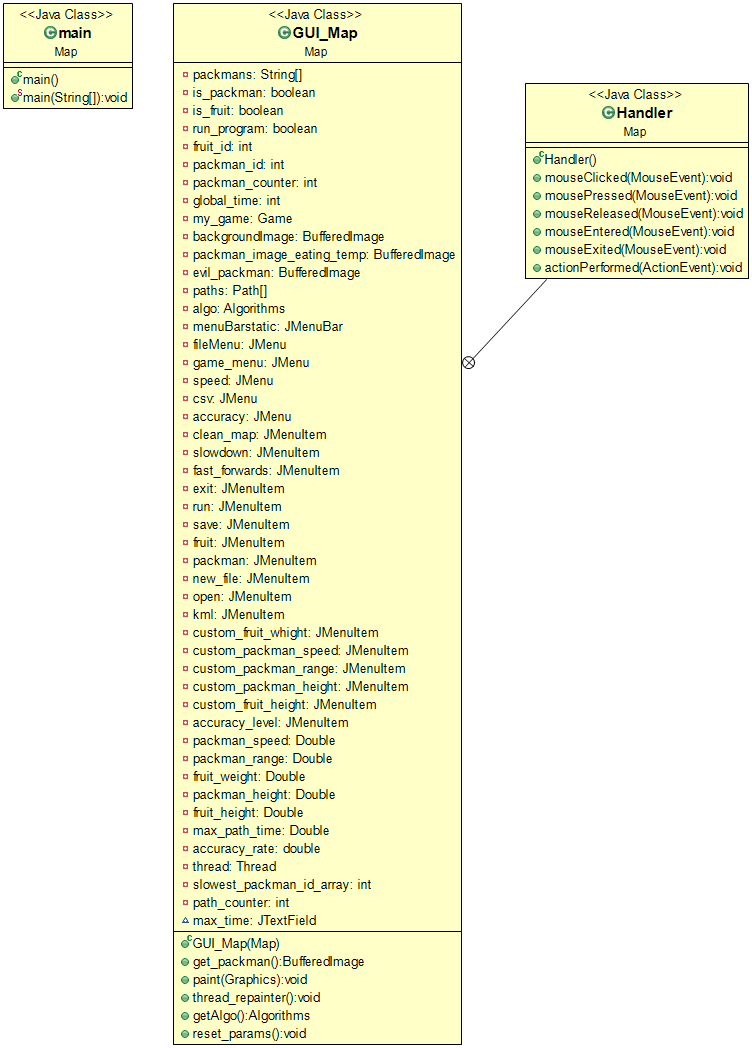 <<Java Class>>
main
Map
main()
main(String[]):void
<<Java Class>>
GUI_Map
Map
packmans: String[]
is_packman: boolean
is_fruit: boolean
run_program: boolean
fruit_id: int
packman_id: int
packman_counter: int
global_time: int
my_game: Game
backgroundImage: BufferedImage
packman_image_eating_temp: BufferedImage
evil_packman: BufferedImage
paths: Path[]
algo: Algorithms
menuBarstatic: JMenuBar
fileMenu: JMenu
game_menu: JMenu
speed: JMenu
csv: JMenu
accuracy: JMenu
clean_map: JMenuItem
slowdown: JMenuItem
fast_forwards: JMenuItem
exit: JMenuItem
run: JMenuItem
save: JMenuItem
fruit: JMenuItem
packman: JMenuItem
new_file: JMenuItem
open: JMenuItem
kml: JMenuItem
custom_fruit_whight: JMenuItem
custom_packman_speed: JMenuItem
custom_packman_range: JMenuItem
custom_packman_height: JMenuItem
custom_fruit_height: JMenuItem
accuracy_level: JMenuItem
packman_speed: Double
packman_range: Double
fruit_weight: Double
packman_height: Double
fruit_height: Double
max_path_time: Double
accuracy_rate: double
thread: Thread
slowest_packman_id_array: int
path_counter: int
max_time: JTextField
GUI_Map(Map)
get_packman():BufferedImage
paint(Graphics):void
thread_repainter():void
getAlgo():Algorithms
reset_params():void
<<Java Class>>
Handler
Map
Handler()
mouseClicked(MouseEvent):void
mousePressed(MouseEvent):void
mouseReleased(MouseEvent):void
mouseEntered(MouseEvent):void
mouseExited(MouseEvent):void
actionPerformed(ActionEvent):void